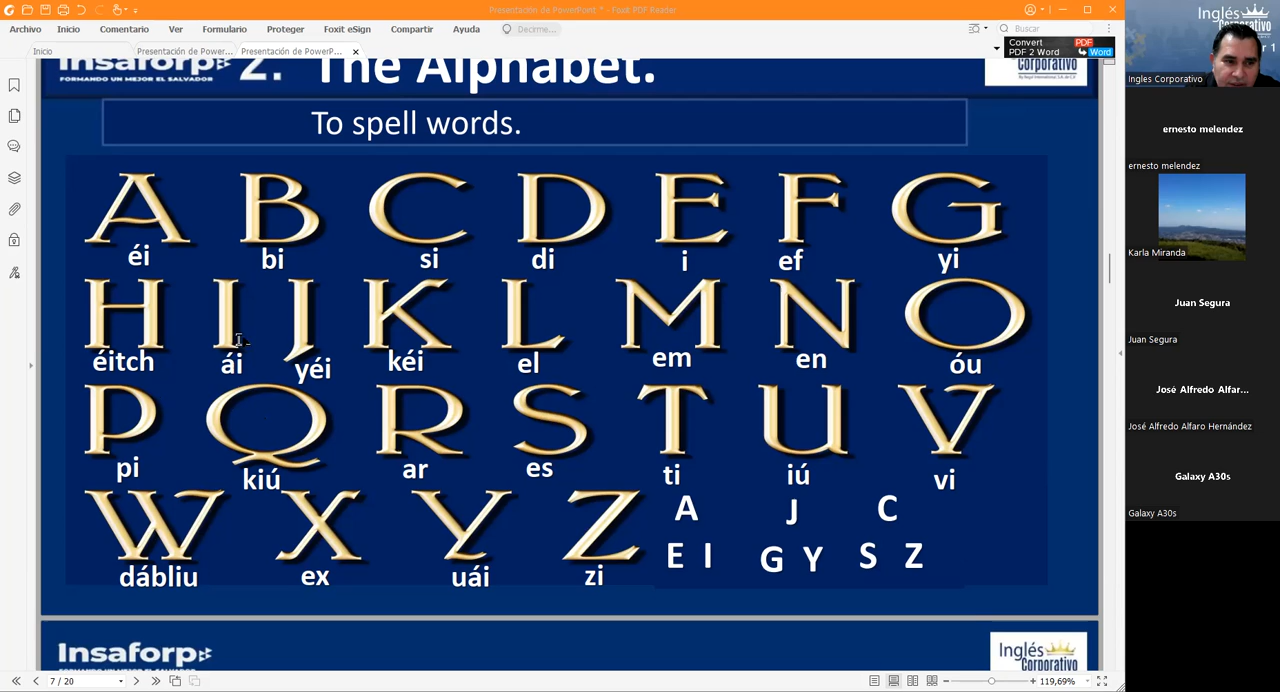 Presentación de PowerPoint * - Foxit PDF Reader
Archivo Inicio Comentario Ver Formulario Proteger Foxit eSign Compartir Ayuda Decirme... Buscar
Inicio Presentación de Power... Presentación de PowerP...
Convert PDF
PDF 2 Word Word
Insaforp
FORMANDO UN MEJOR EL SALVADOR
2. The Alphabet.
Corporativo
To spell words.
A B C D E F G
éi bi si di i ef yi
H I J K L M N O
éitch ái yéi kéi el em en óu
P Q R S T U V
pi kiú ar es ti iú vi
W X Y Z
dábliu ex uái zi
A J C
E I G Y S Z
Insaforp
Inglés
Corporativo
7 / 20
119,69%
Inglés
Corporativo
Ingles Corporativo
ernesto melendez
ernesto melendez
Karla Miranda
Juan Segura
Juan Segura
José Alfredo Alfar...
José Alfredo Alfaro Hernández
Galaxy A30s
Galaxy A30s